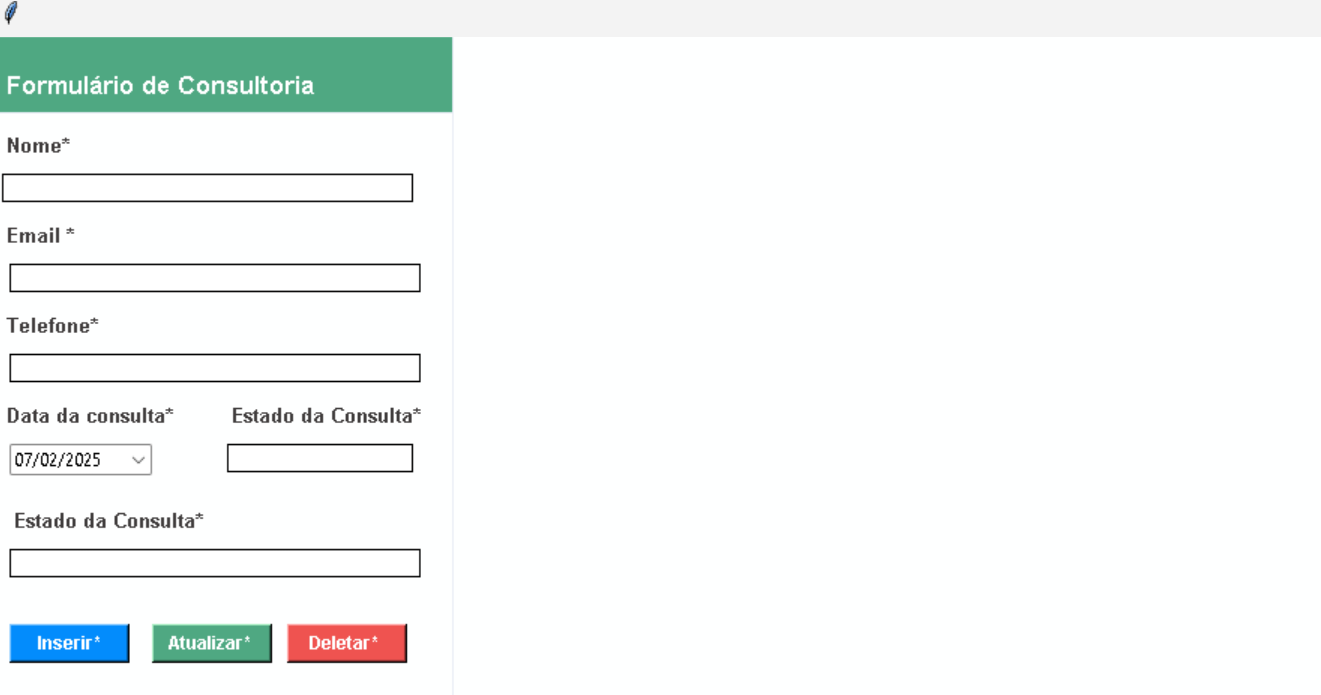 Formulário de Consultoria
Nome*
Email *
Telefone*
Data da consulta* Estado da Consulta*
07/02/2025
Estado da Consulta*
Inserir* Atualizar* Deletar*